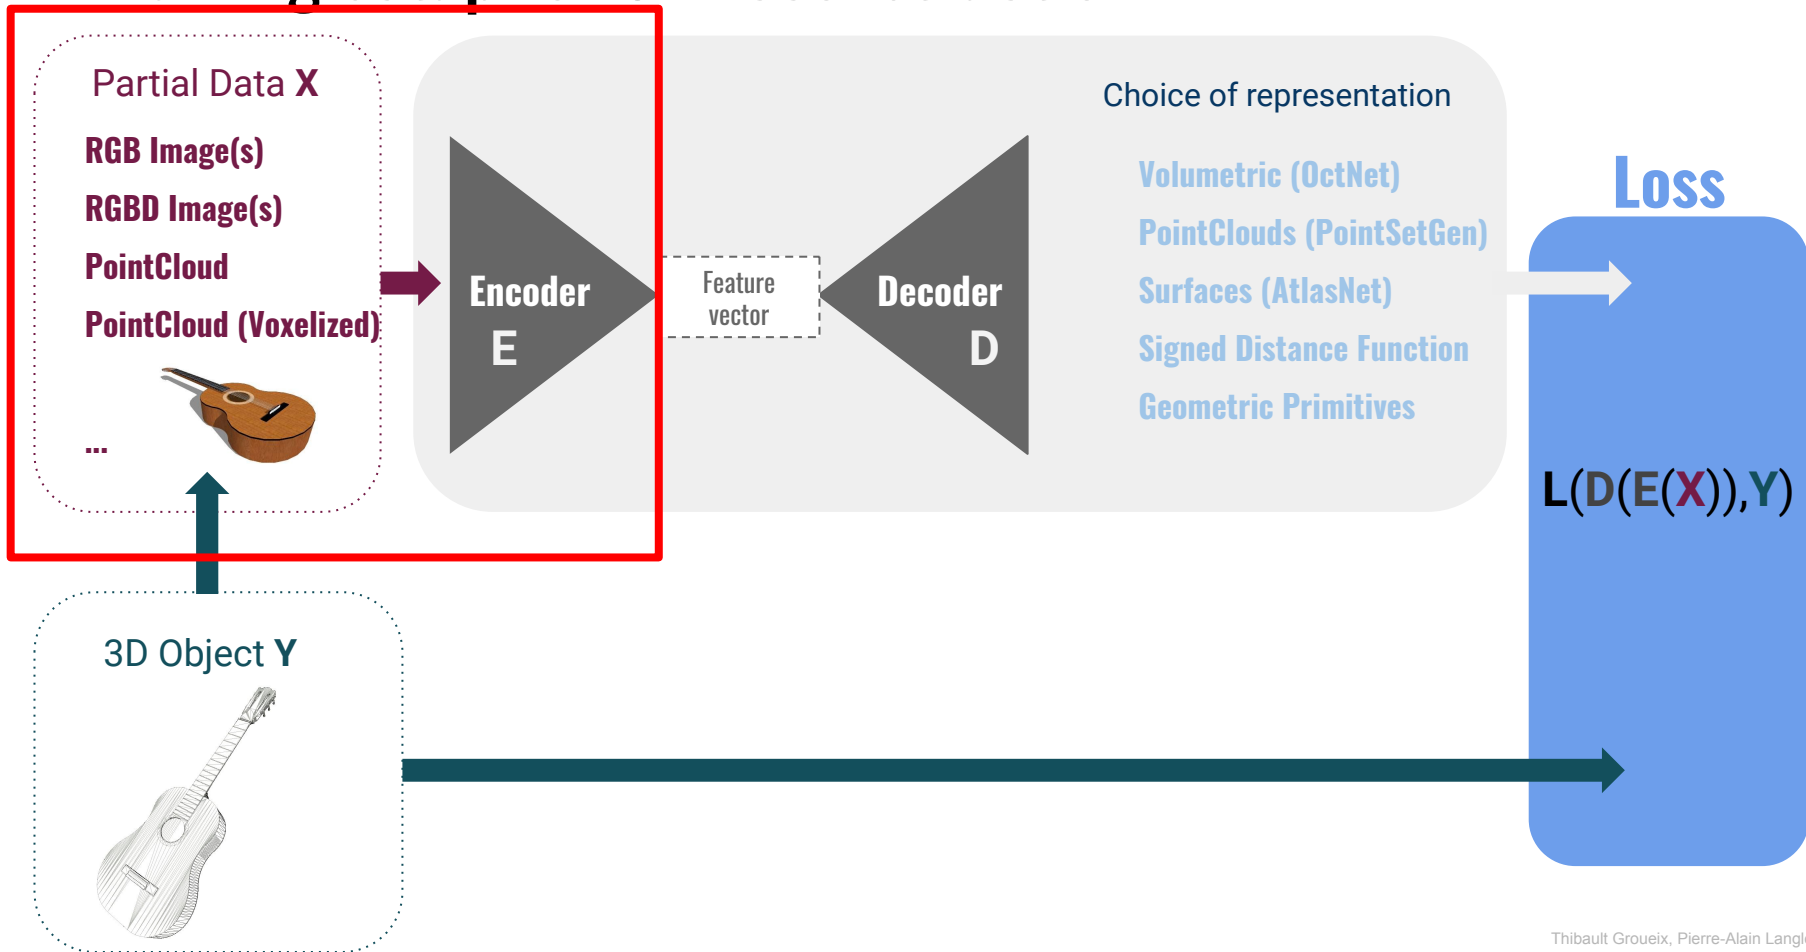 Partial Data X
RGB Image(s)
RGBD Image(s)
PointCloud
PointCloud (Voxelized)
...
Encoder
E
Feature
vector
Decoder
D
Choice of representation
Volumetric (OctNet)
PointClouds (PointSetGen)
Surfaces (AtlasNet)
Signed Distance Function
Geometric Primitives
Loss
L(D(E(X)),Y)
3D Object Y
Thibault Groueix, Pierre-Alain